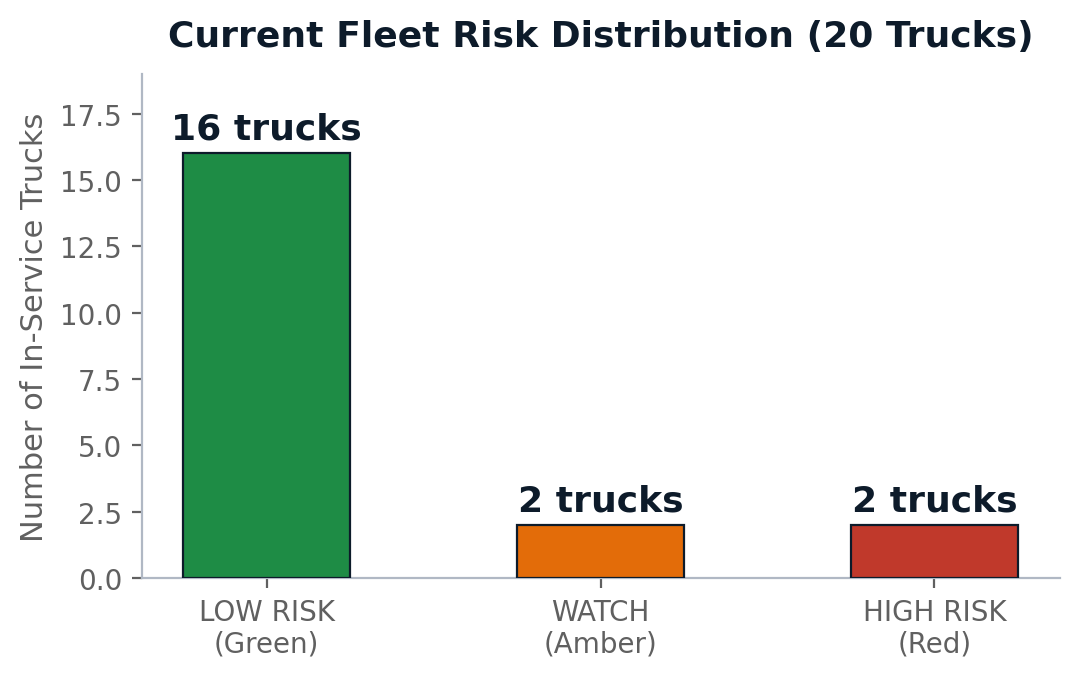 Current Fleet Risk Distribution (20 Trucks)
Number of In-Service Trucks
17.5
15.0
12.5
10.0
7.5
5.0
2.5
0.0
16 trucks
2 trucks
2 trucks
LOW RISK
(Green)
WATCH
(Amber)
HIGH RISK
(Red)